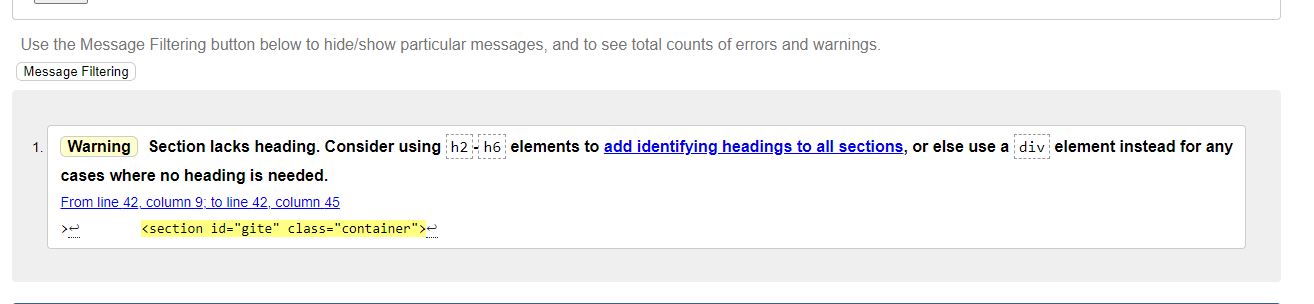 Use the Message Filtering button below to hide/show particular messages, and to see total counts of errors and warnings.
Message Filtering
1. Warning Section lacks heading. Consider using h2-h6 elements to add identifying headings to all sections, or else use a div element instead for any
cases where no heading is needed.
From line 42, column 9; to line 42, column 45
>↩ <section id="gite" class="container">↩